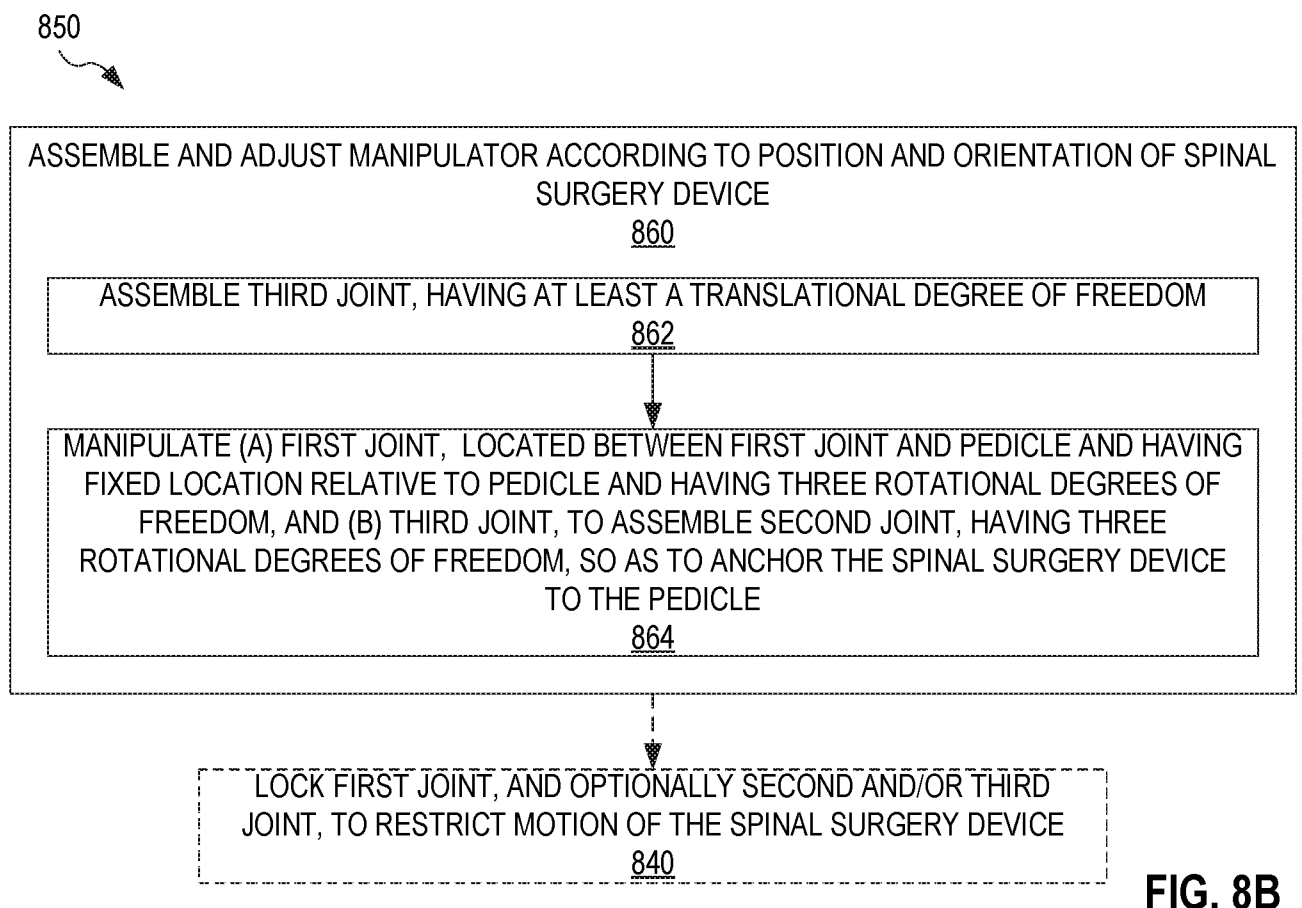 850
ASSEMBLE AND ADJUST MANIPULATOR ACCORDING TO POSITION AND ORIENTATION OF SPINAL
SURGERY DEVICE
860
ASSEMBLE THIRD JOINT, HAVING AT LEAST A TRANSLATIONAL DEGREE OF FREEDOM
862
MANIPULATE (A) FIRST JOINT, LOCATED BETWEEN FIRST JOINT AND PEDICLE AND HAVING
FIXED LOCATION RELATIVE TO PEDICLE AND HAVING THREE ROTATIONAL DEGREES OF
FREEDOM, AND (B) THIRD JOINT, TO ASSEMBLE SECOND JOINT, HAVING THREE
ROTATIONAL DEGREES OF FREEDOM, SO AS TO ANCHOR THE SPINAL SURGERY DEVICE
TO THE PEDICLE
864
LOCK FIRST JOINT, AND OPTIONALLY SECOND AND/OR THIRD
JOINT, TO RESTRICT MOTION OF THE SPINAL SURGERY DEVICE
840
FIG. 8B